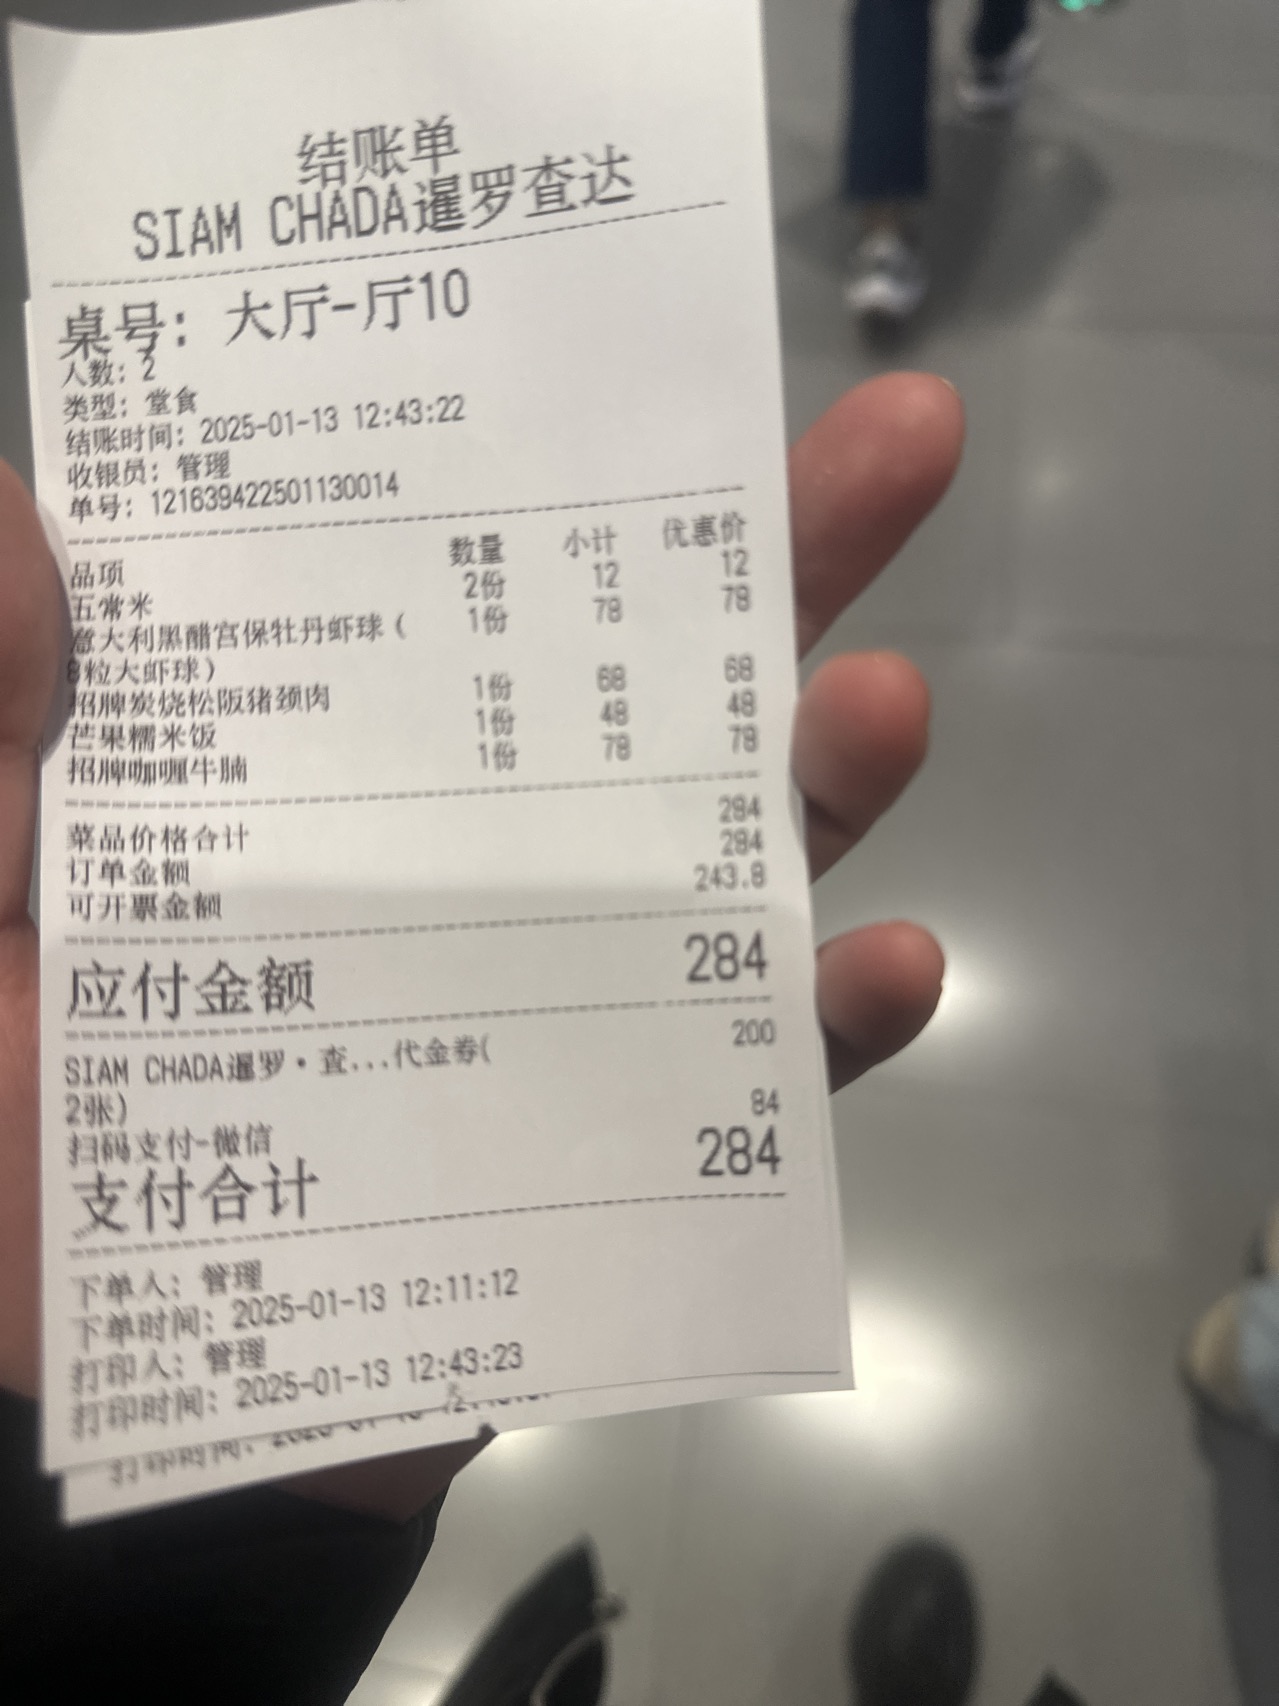 结账单
SIAM CHADA暹罗查达
桌号：大厅-厅10
人数：2
类型：堂食
结账时间：2025-01-13 12:43:22
收银员：管理
单号：121639422501130014
品项 数量 小计 优惠价
五常米 2份 12 12
意大利黑醋宫保牡丹虾球（ 1份 78 78
8粒大虾球）
招牌炭烧松阪猪颈肉 1份 68 68
芒果糯米饭 1份 48 48
招牌咖喱牛腩 1份 78 78
菜品价格合计 284
订单金额 284
可开票金额 243.8
应付金额 284
SIAM CHADA暹罗·查...代金券( 200
2张)
扫码支付-微信 84
支付合计 284
下单人：管理
下单时间：2025-01-13 12:11:12
打印人：管理
打印时间：2025-01-13 12:43:23
打印时间：